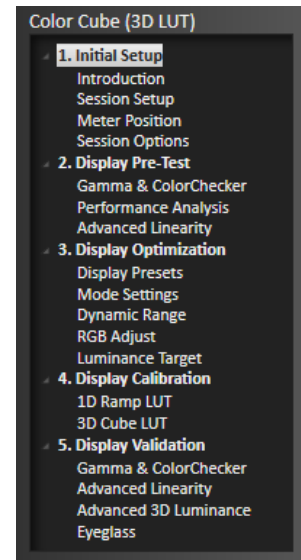 Color Cube (3D LUT)
1. Initial Setup
Introduction
Session Setup
Meter Position
Session Options
2. Display Pre-Test
Gamma & ColorChecker
Performance Analysis
Advanced Linearity
3. Display Optimization
Display Presets
Mode Settings
Dynamic Range
RGB Adjust
Luminance Target
4. Display Calibration
1D Ramp LUT
3D Cube LUT
5. Display Validation
Gamma & ColorChecker
Advanced Linearity
Advanced 3D Luminance
Eyeglass